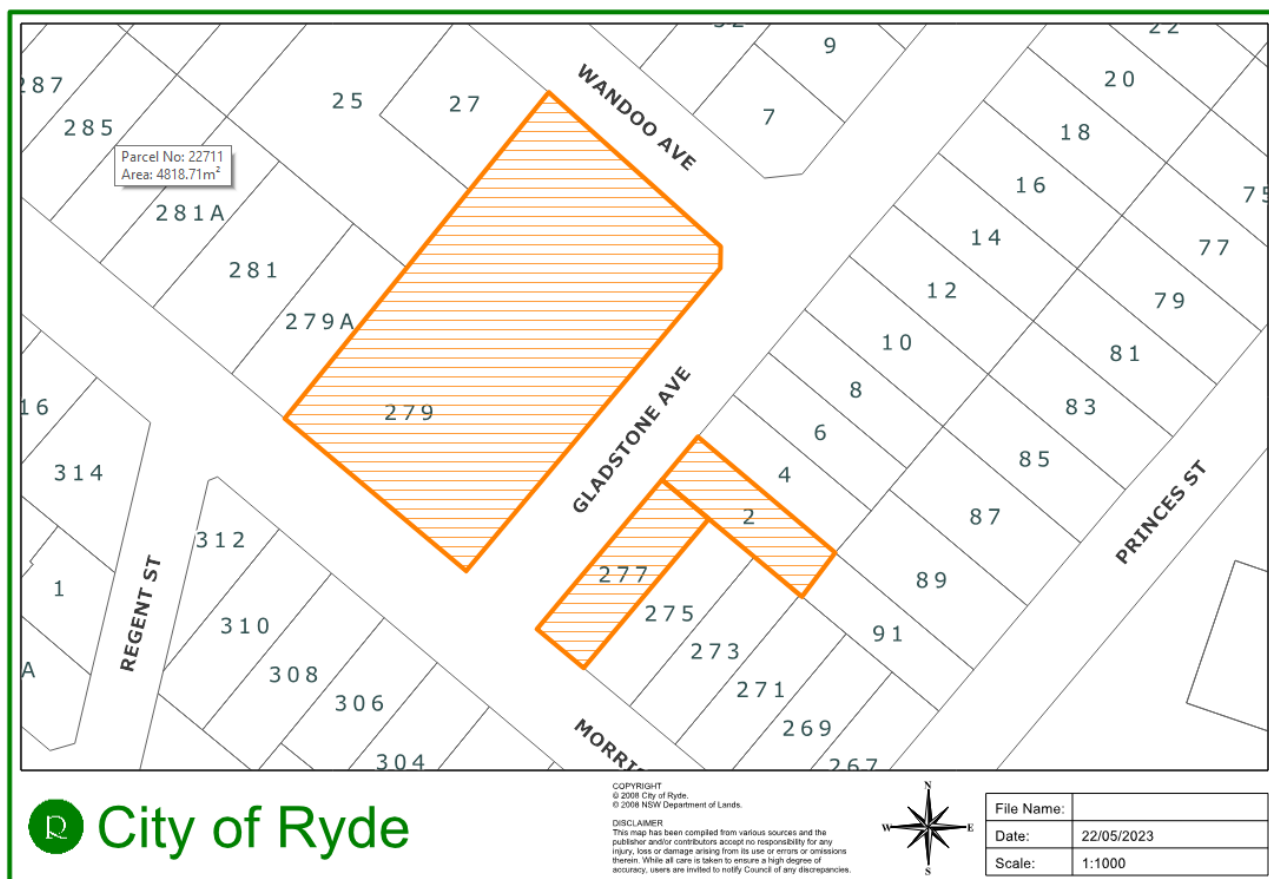 22
32
9
20
287
25
27
WANDOO AVE
7
18
285
Parcel No: 22711
Area: 4818.71m²
16
75
281A
14
77
281
12
79
279A
10
81
8
83
16
279
GLADSTONE AVE
6
85
314
4
PRINCES ST
2
87
312
277
89
1
REGENT ST
275
310
91
273
A
308
271
306
269
MORRI
304
267
City of Ryde
COPYRIGHT
© 2008 City of Ryde.
© 2008 NSW Department of Lands.
DISCLAIMER
This map has been compiled from various sources and the
publisher and/or contributors accept no responsibility for any
injury, loss or damage arising from its use or errors or omissions
therein. While all care is taken to ensure a high degree of
accuracy, users are invited to notify Council of any discrepancies.
N
W
E
S
File Name:
Date: 22/05/2023
Scale: 1:1000